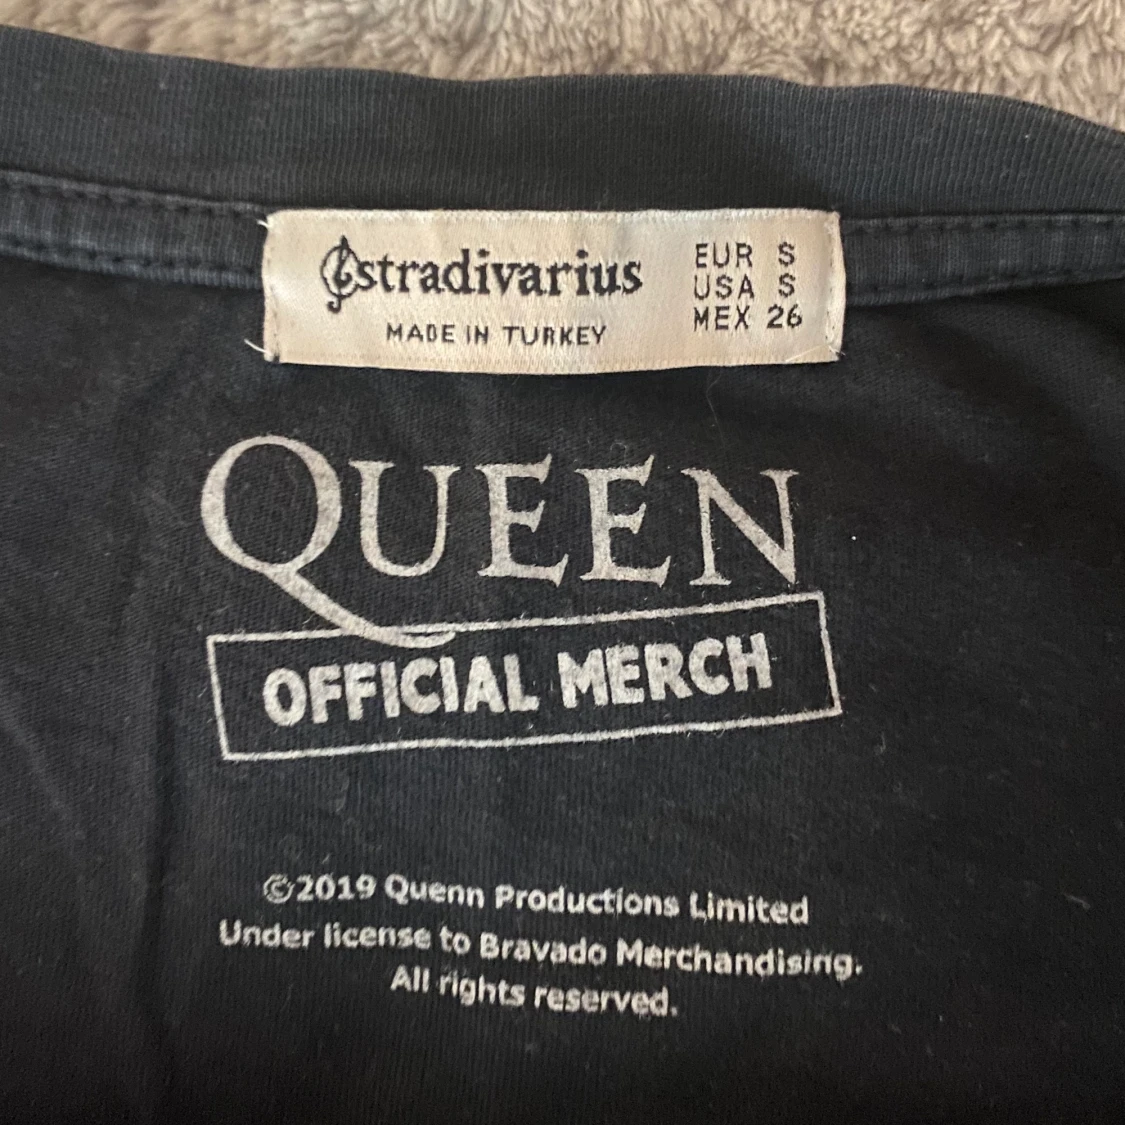 stradivarius
MADE IN TURKEY
EUR S
USA S
MEX 26
QUEEN
OFFICIAL MERCH
©2019 Quenn Productions Limited
Under license to Bravado Merchandising.
All rights reserved.